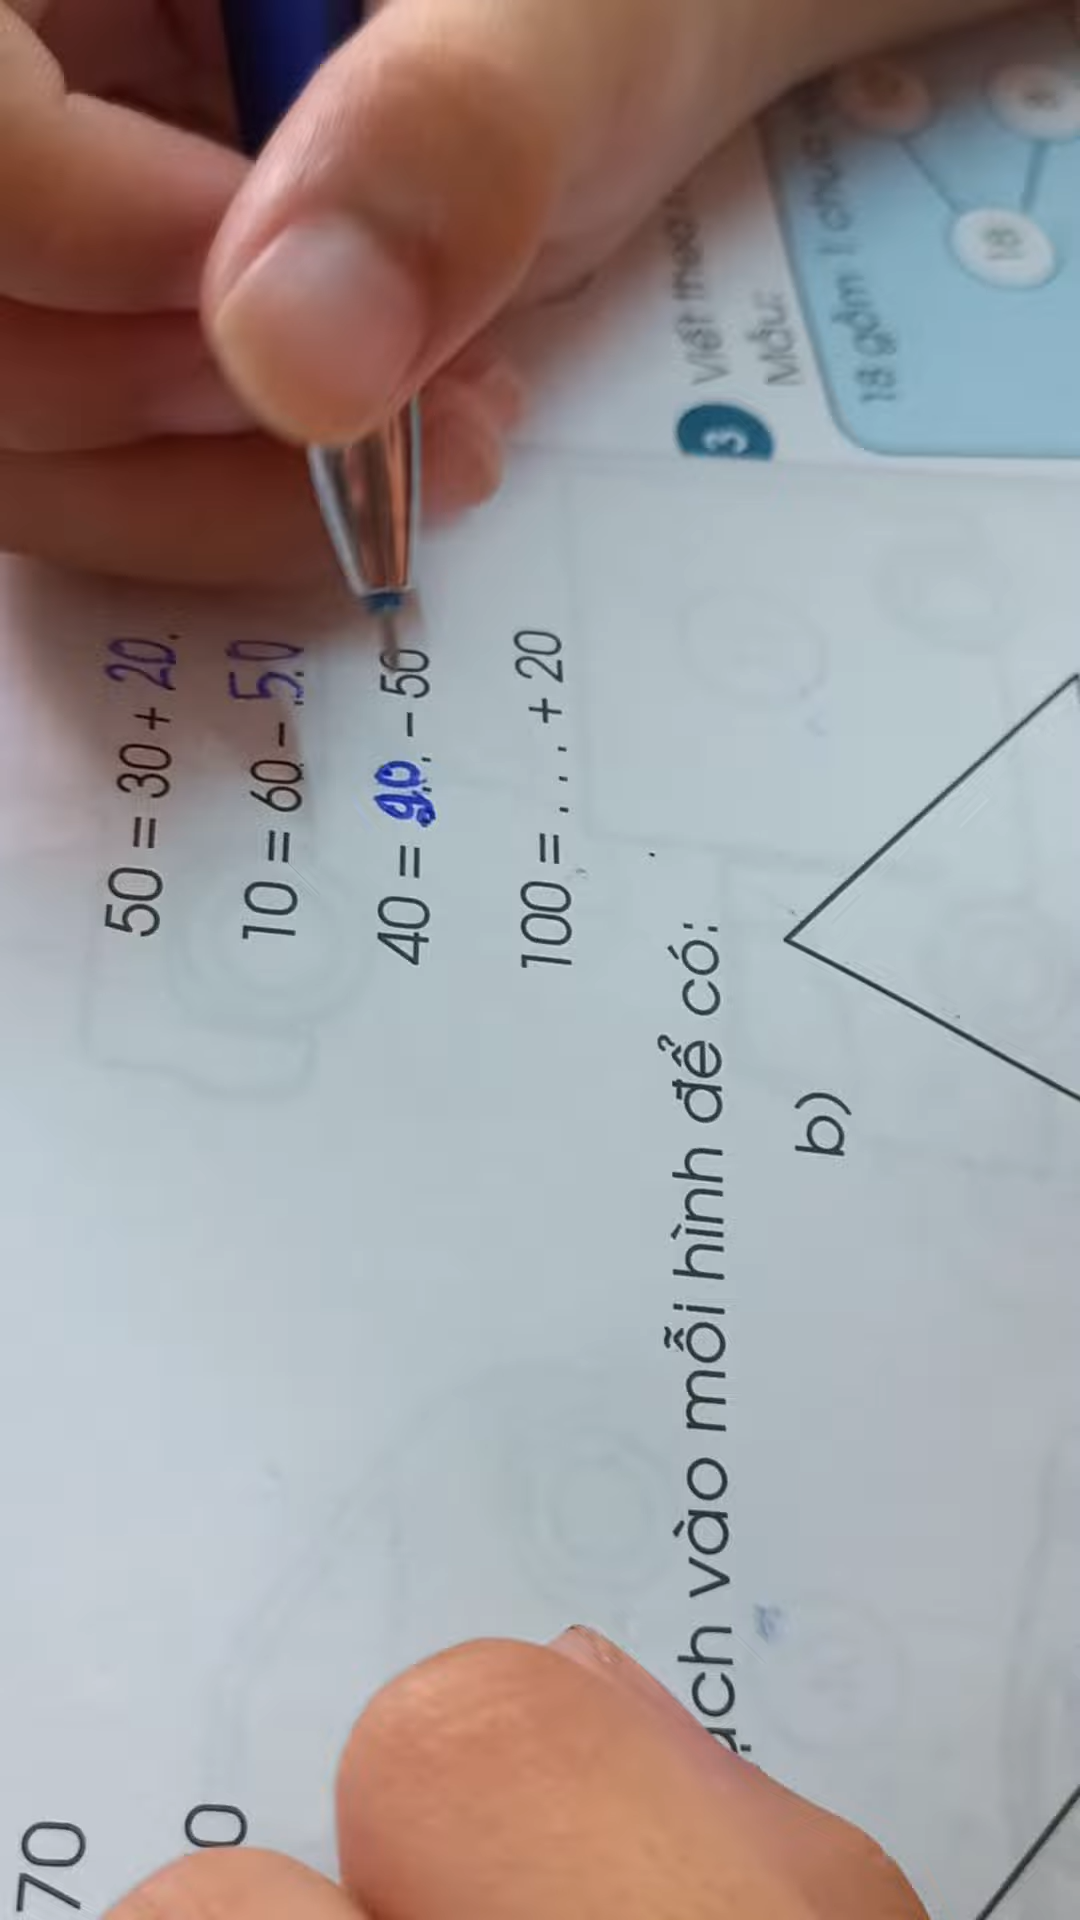 50 = 30 + 20.
10 = 60 - 50
40 = 90. - 50
100 = . . . + 20
ạch vào mỗi hình để có:
b)
70
0
3 Viết theo
Mẫu:
18 gồm 1 chục
18